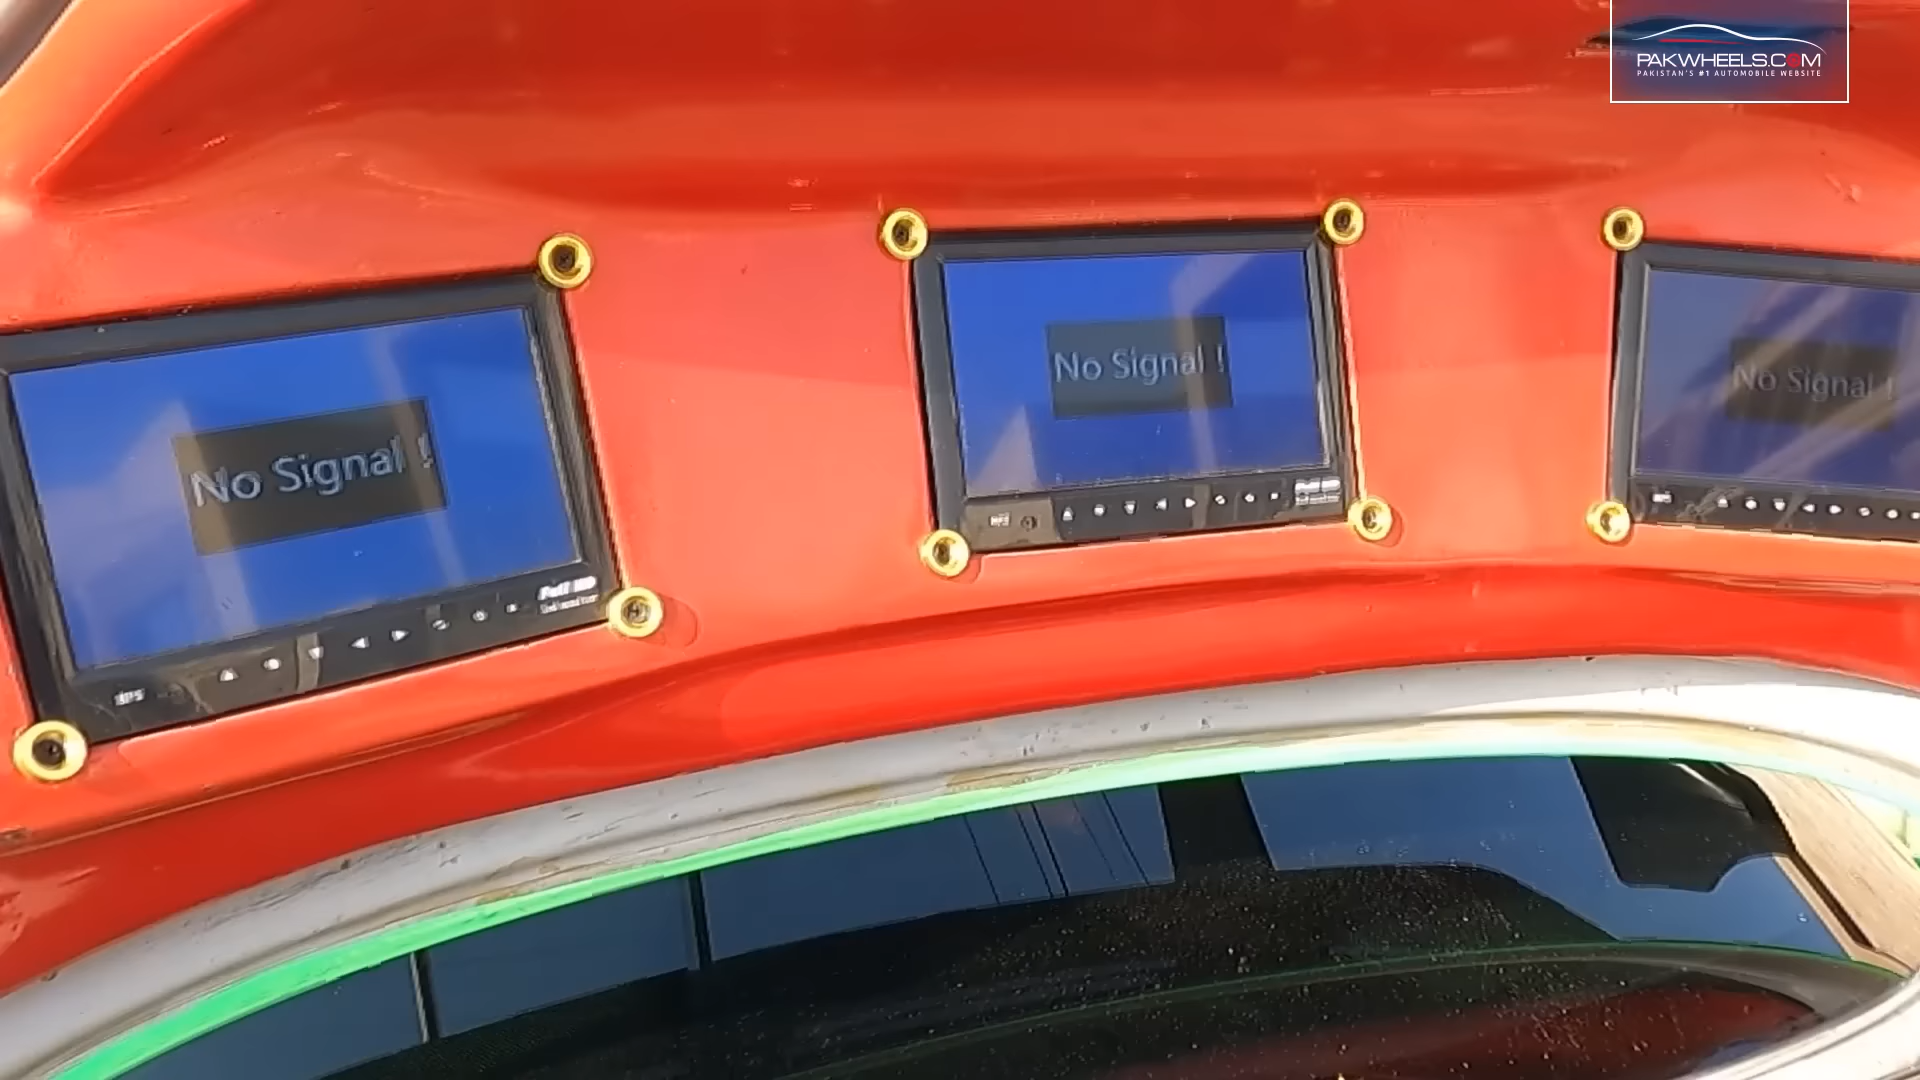 PAKWHEELS.COM
PAKISTAN'S #1 AUTOMOBILE WEBSITE
No Signal !
No Signal !
No Signal !
Full HD